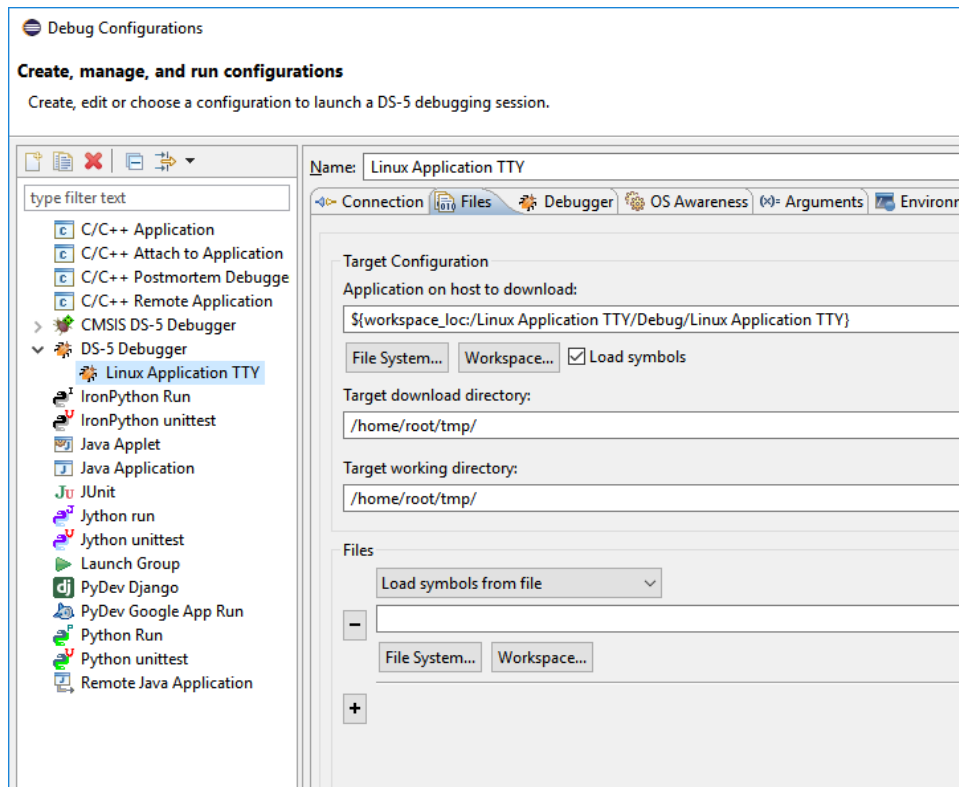 Debug Configurations
Create, manage, and run configurations
Create, edit or choose a configuration to launch a DS-5 debugging session.
type filter text
C/C++ Application
C/C++ Attach to Application
C/C++ Postmortem Debugge
C/C++ Remote Application
CMSIS DS-5 Debugger
DS-5 Debugger
Linux Application TTY
IronPython Run
IronPython unittest
Java Applet
Java Application
JUnit
Jython run
Jython unittest
Launch Group
PyDev Django
PyDev Google App Run
Python Run
Python unittest
Remote Java Application
Name: Linux Application TTY
Connection Files Debugger OS Awareness Arguments Environm
Target Configuration
Application on host to download:
${workspace_loc:/Linux Application TTY/Debug/Linux Application TTY}
File System... Workspace... Load symbols
Target download directory:
/home/root/tmp/
Target working directory:
/home/root/tmp/
Files
Load symbols from file
File System... Workspace...